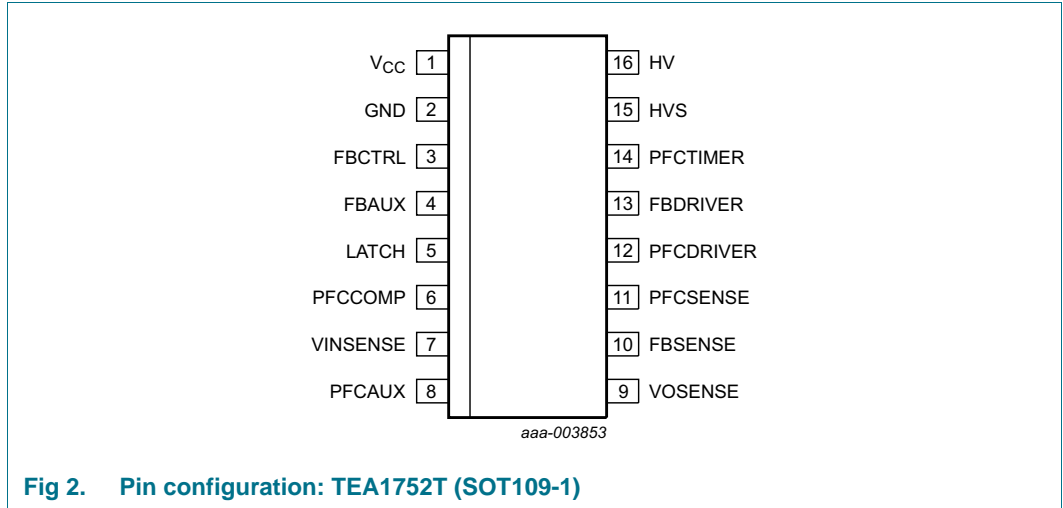 VCC 1 16 HV
GND 2 15 HVS
FBCTRL 3 14 PFCTIMER
FBAUX 4 13 FBDRIVER
LATCH 5 12 PFCDRIVER
PFCCOMP 6 11 PFCSENSE
VINSENSE 7 10 FBSENSE
PFCAUX 8 9 VOSENSE
aaa-003853
Fig 2. Pin configuration: TEA1752T (SOT109-1)